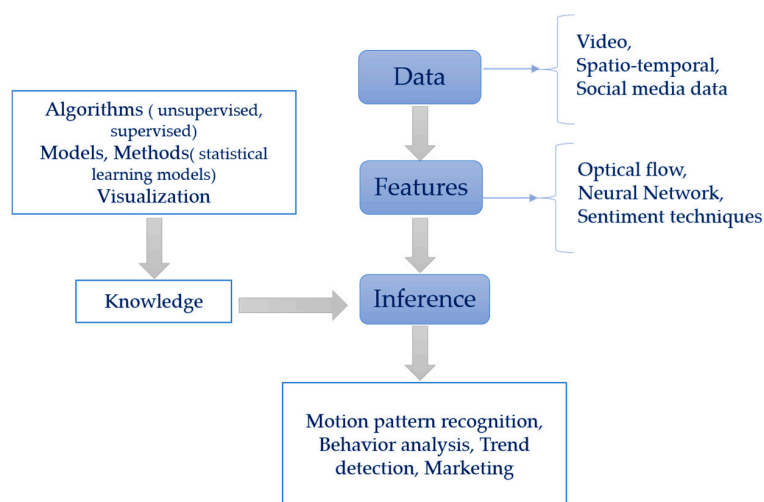 Data
Video,
Spatio-temporal,
Social media data
Algorithms ( unsupervised,
supervised)
Models, Methods( statistical
learning models)
Visualization
Features
Optical flow,
Neural Network,
Sentiment techniques
Knowledge
Inference
Motion pattern recognition,
Behavior analysis, Trend
detection, Marketing